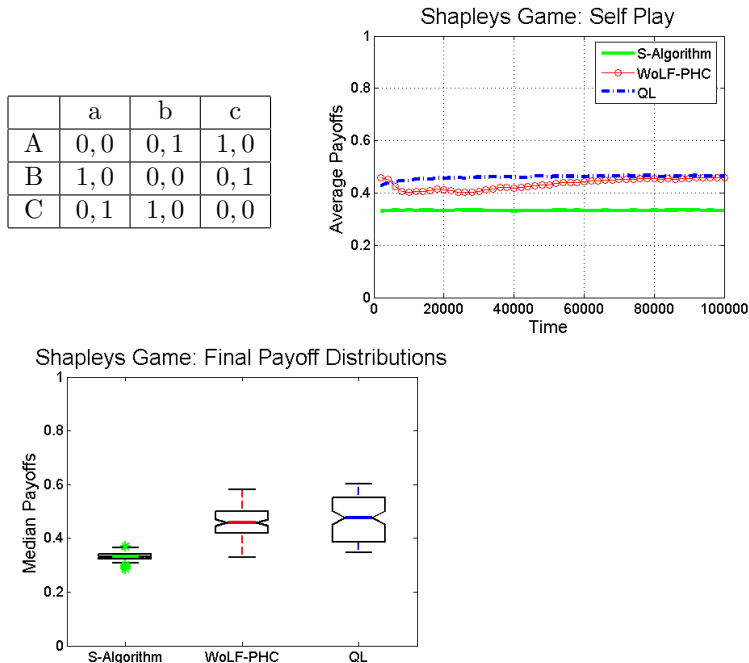 a b c
A 0, 0 0, 1 1, 0
B 1, 0 0, 0 0, 1
C 0, 1 1, 0 0, 0
Shapleys Game: Self Play
S-Algorithm
WoLF-PHC
QL
Average Payoffs
1
0.8
0.6
0.4
0.2
0
0 20000 40000 60000 80000 100000
Time
Shapleys Game: Final Payoff Distributions
Median Payoffs
1
0.8
0.6
0.4
0.2
0
S-Algorithm WoLF-PHC QL